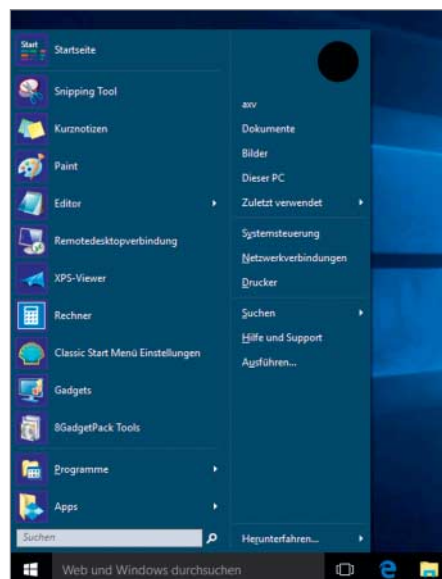 Start
Startseite
Snipping Tool
Kurznotizen
Paint
Editor
Remotedesktopverbindung
XPS-Viewer
Rechner
Classic Start Menü Einstellungen
Gadgets
8GadgetPack Tools
Programme
Apps
Suchen
axv
Dokumente
Bilder
Dieser PC
Zuletzt verwendet
Systemsteuerung
Netzwerkverbindungen
Drucker
Suchen
Hilfe und Support
Ausführen...
Herunterfahren...
Web und Windows durchsuchen